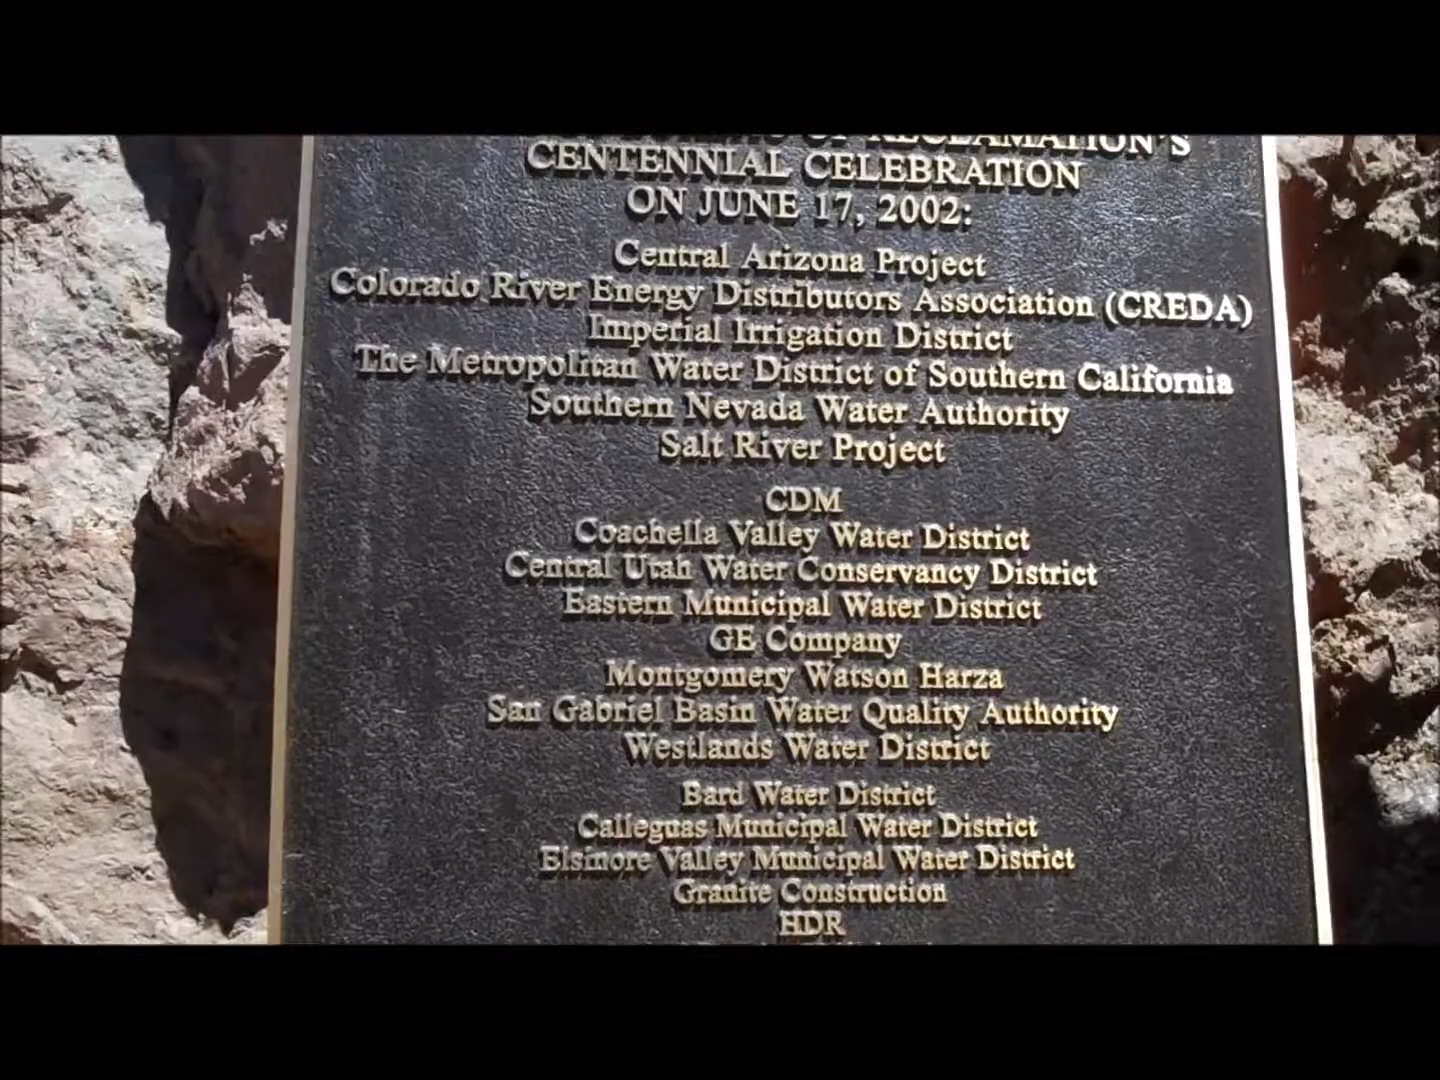 OF RECLAMATION'S
CENTENNIAL CELEBRATION
ON JUNE 17, 2002:
Central Arizona Project
Colorado River Energy Distributors Association (CREDA)
Imperial Irrigation District
The Metropolitan Water District of Southern California
Southern Nevada Water Authority
Salt River Project
CDM
Coachella Valley Water District
Central Utah Water Conservancy District
Eastern Municipal Water District
GE Company
Montgomery Watson Harza
San Gabriel Basin Water Quality Authority
Westlands Water District
Bard Water District
Calleguas Municipal Water District
Elsinore Valley Municipal Water District
Granite Construction
HDR